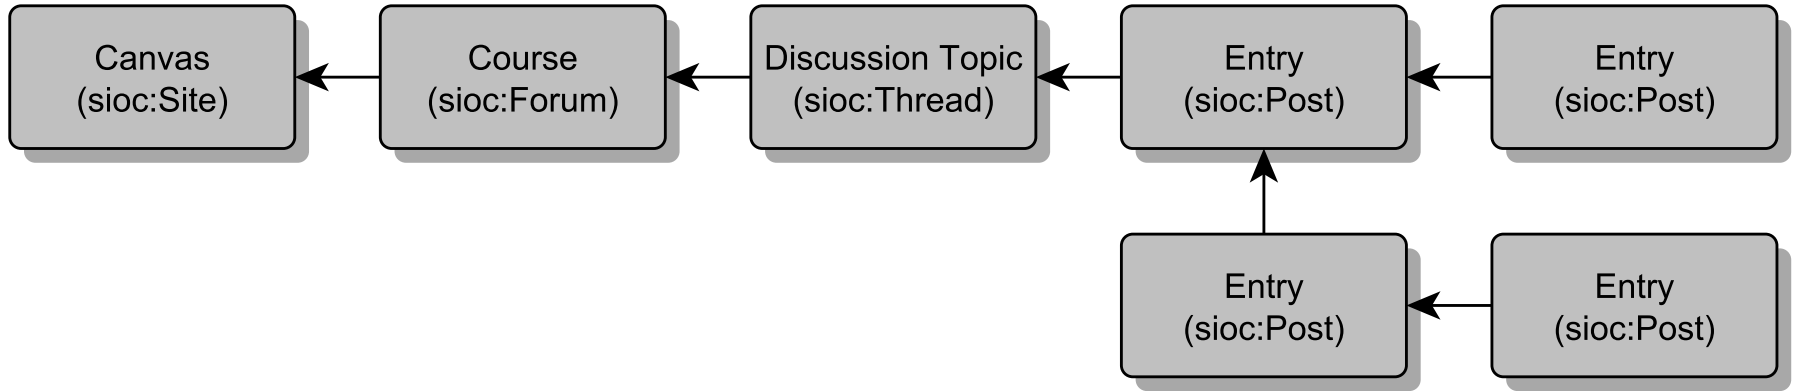 Canvas
(sioc:Site)
Course
(sioc:Forum)
Discussion Topic
(sioc:Thread)
Entry
(sioc:Post)
Entry
(sioc:Post)
Entry
(sioc:Post)
Entry
(sioc:Post)